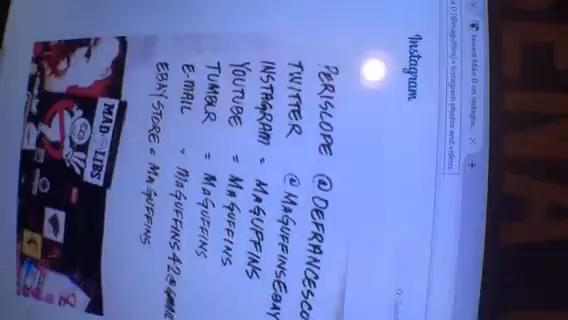 Instagram
PERISCOPE @DEFRANCESCO
TWITTER @MAGUFFINSEBAY
INSTAGRAM = MAGUFFINS
YOUTUBE = MAGUFFINS
TUMBLR = MAGUFFINS
E-MAIL = MAGUFFINS42@
EBAY STORE = MAGUFFINS
MAD LIBS